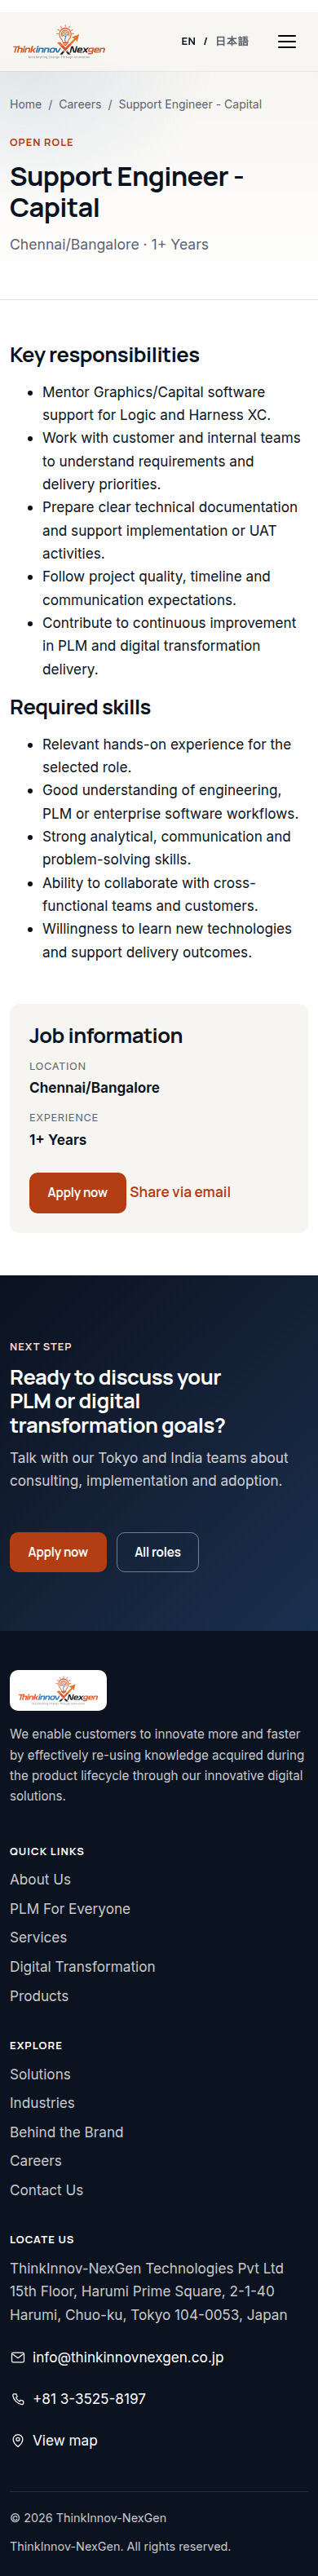 ThinkinnovXNexgen
EN / 日本語
Home / Careers / Support Engineer - Capital
OPEN ROLE
Support Engineer -
Capital
Chennai/Bangalore · 1+ Years
Key responsibilities
• Mentor Graphics/Capital software
support for Logic and Harness XC.
• Work with customer and internal teams
to understand requirements and
delivery priorities.
• Prepare clear technical documentation
and support implementation or UAT
activities.
• Follow project quality, timeline and
communication expectations.
• Contribute to continuous improvement
in PLM and digital transformation
delivery.
Required skills
• Relevant hands-on experience for the
selected role.
• Good understanding of engineering,
PLM or enterprise software workflows.
• Strong analytical, communication and
problem-solving skills.
• Ability to collaborate with cross-
functional teams and customers.
• Willingness to learn new technologies
and support delivery outcomes.
Job information
LOCATION
Chennai/Bangalore
EXPERIENCE
1+ Years
Apply now Share via email
NEXT STEP
Ready to discuss your
PLM or digital
transformation goals?
Talk with our Tokyo and India teams about
consulting, implementation and adoption.
Apply now All roles
ThinkinnovXNexgen
We enable customers to innovate more and faster
by effectively re-using knowledge acquired during
the product lifecycle through our innovative digital
solutions.
QUICK LINKS
About Us
PLM For Everyone
Services
Digital Transformation
Products
EXPLORE
Solutions
Industries
Behind the Brand
Careers
Contact Us
LOCATE US
ThinkInnov-NexGen Technologies Pvt Ltd
15th Floor, Harumi Prime Square, 2-1-40
Harumi, Chuo-ku, Tokyo 104-0053, Japan
info@thinkinnovnexgen.co.jp
+81 3-3525-8197
View map
© 2026 ThinkInnov-NexGen
ThinkInnov-NexGen. All rights reserved.